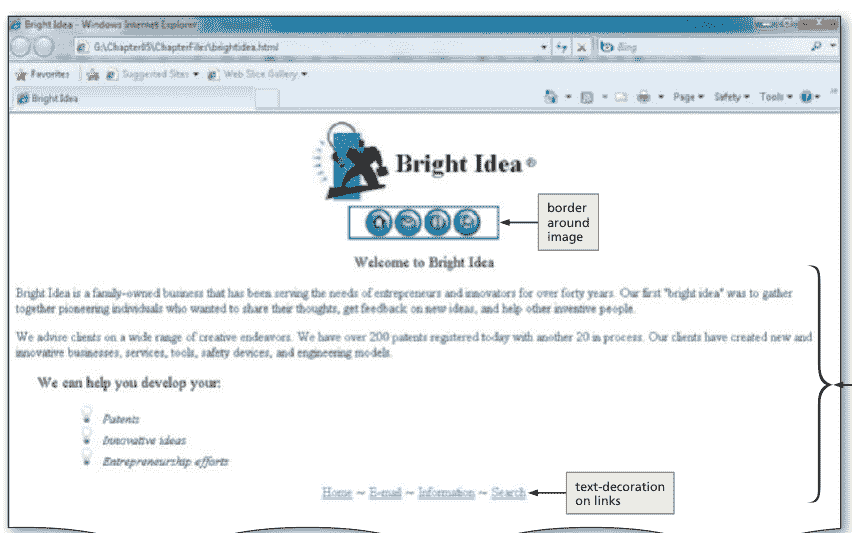 Bright Idea - Windows Internet Explorer
G:\Chapter05\ChapterFiles\brightidea.html
Bing
Favorites Suggested Sites Web Slice Gallery
Bright Idea Page Safety Tools
Bright Idea®
border
around
image
Welcome to Bright Idea
Bright Idea is a family-owned business that has been serving the needs of entrepreneurs and innovators for over forty years. Our first "bright idea" was to gather
together pioneering individuals who wanted to share their thoughts, get feedback on new ideas, and help other inventive people.
We advise clients on a wide range of creative endeavors. We have over 200 patents registered today with another 20 in process. Our clients have created new and
innovative businesses, services, tools, safety devices, and engineering models.
We can help you develop your:
Patents
Innovative ideas
Entrepreneurship efforts
Home ~ E-mail ~ Information ~ Search
text-decoration
on links